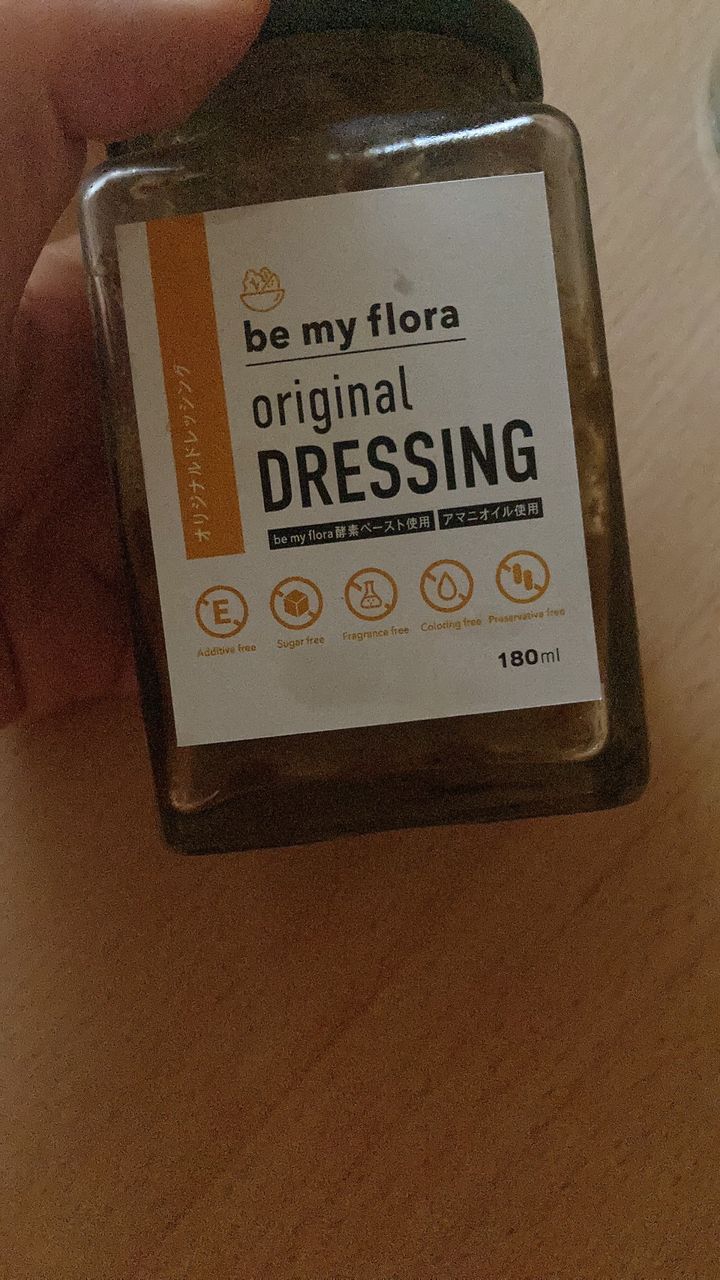 be my flora
original
DRESSING
be my flora酵素ペースト使用 アマニオイル使用
オリジナルドレッシング
E
Additive free
Sugar free
Fragrance free
Coloring free
Preservative free
180ml